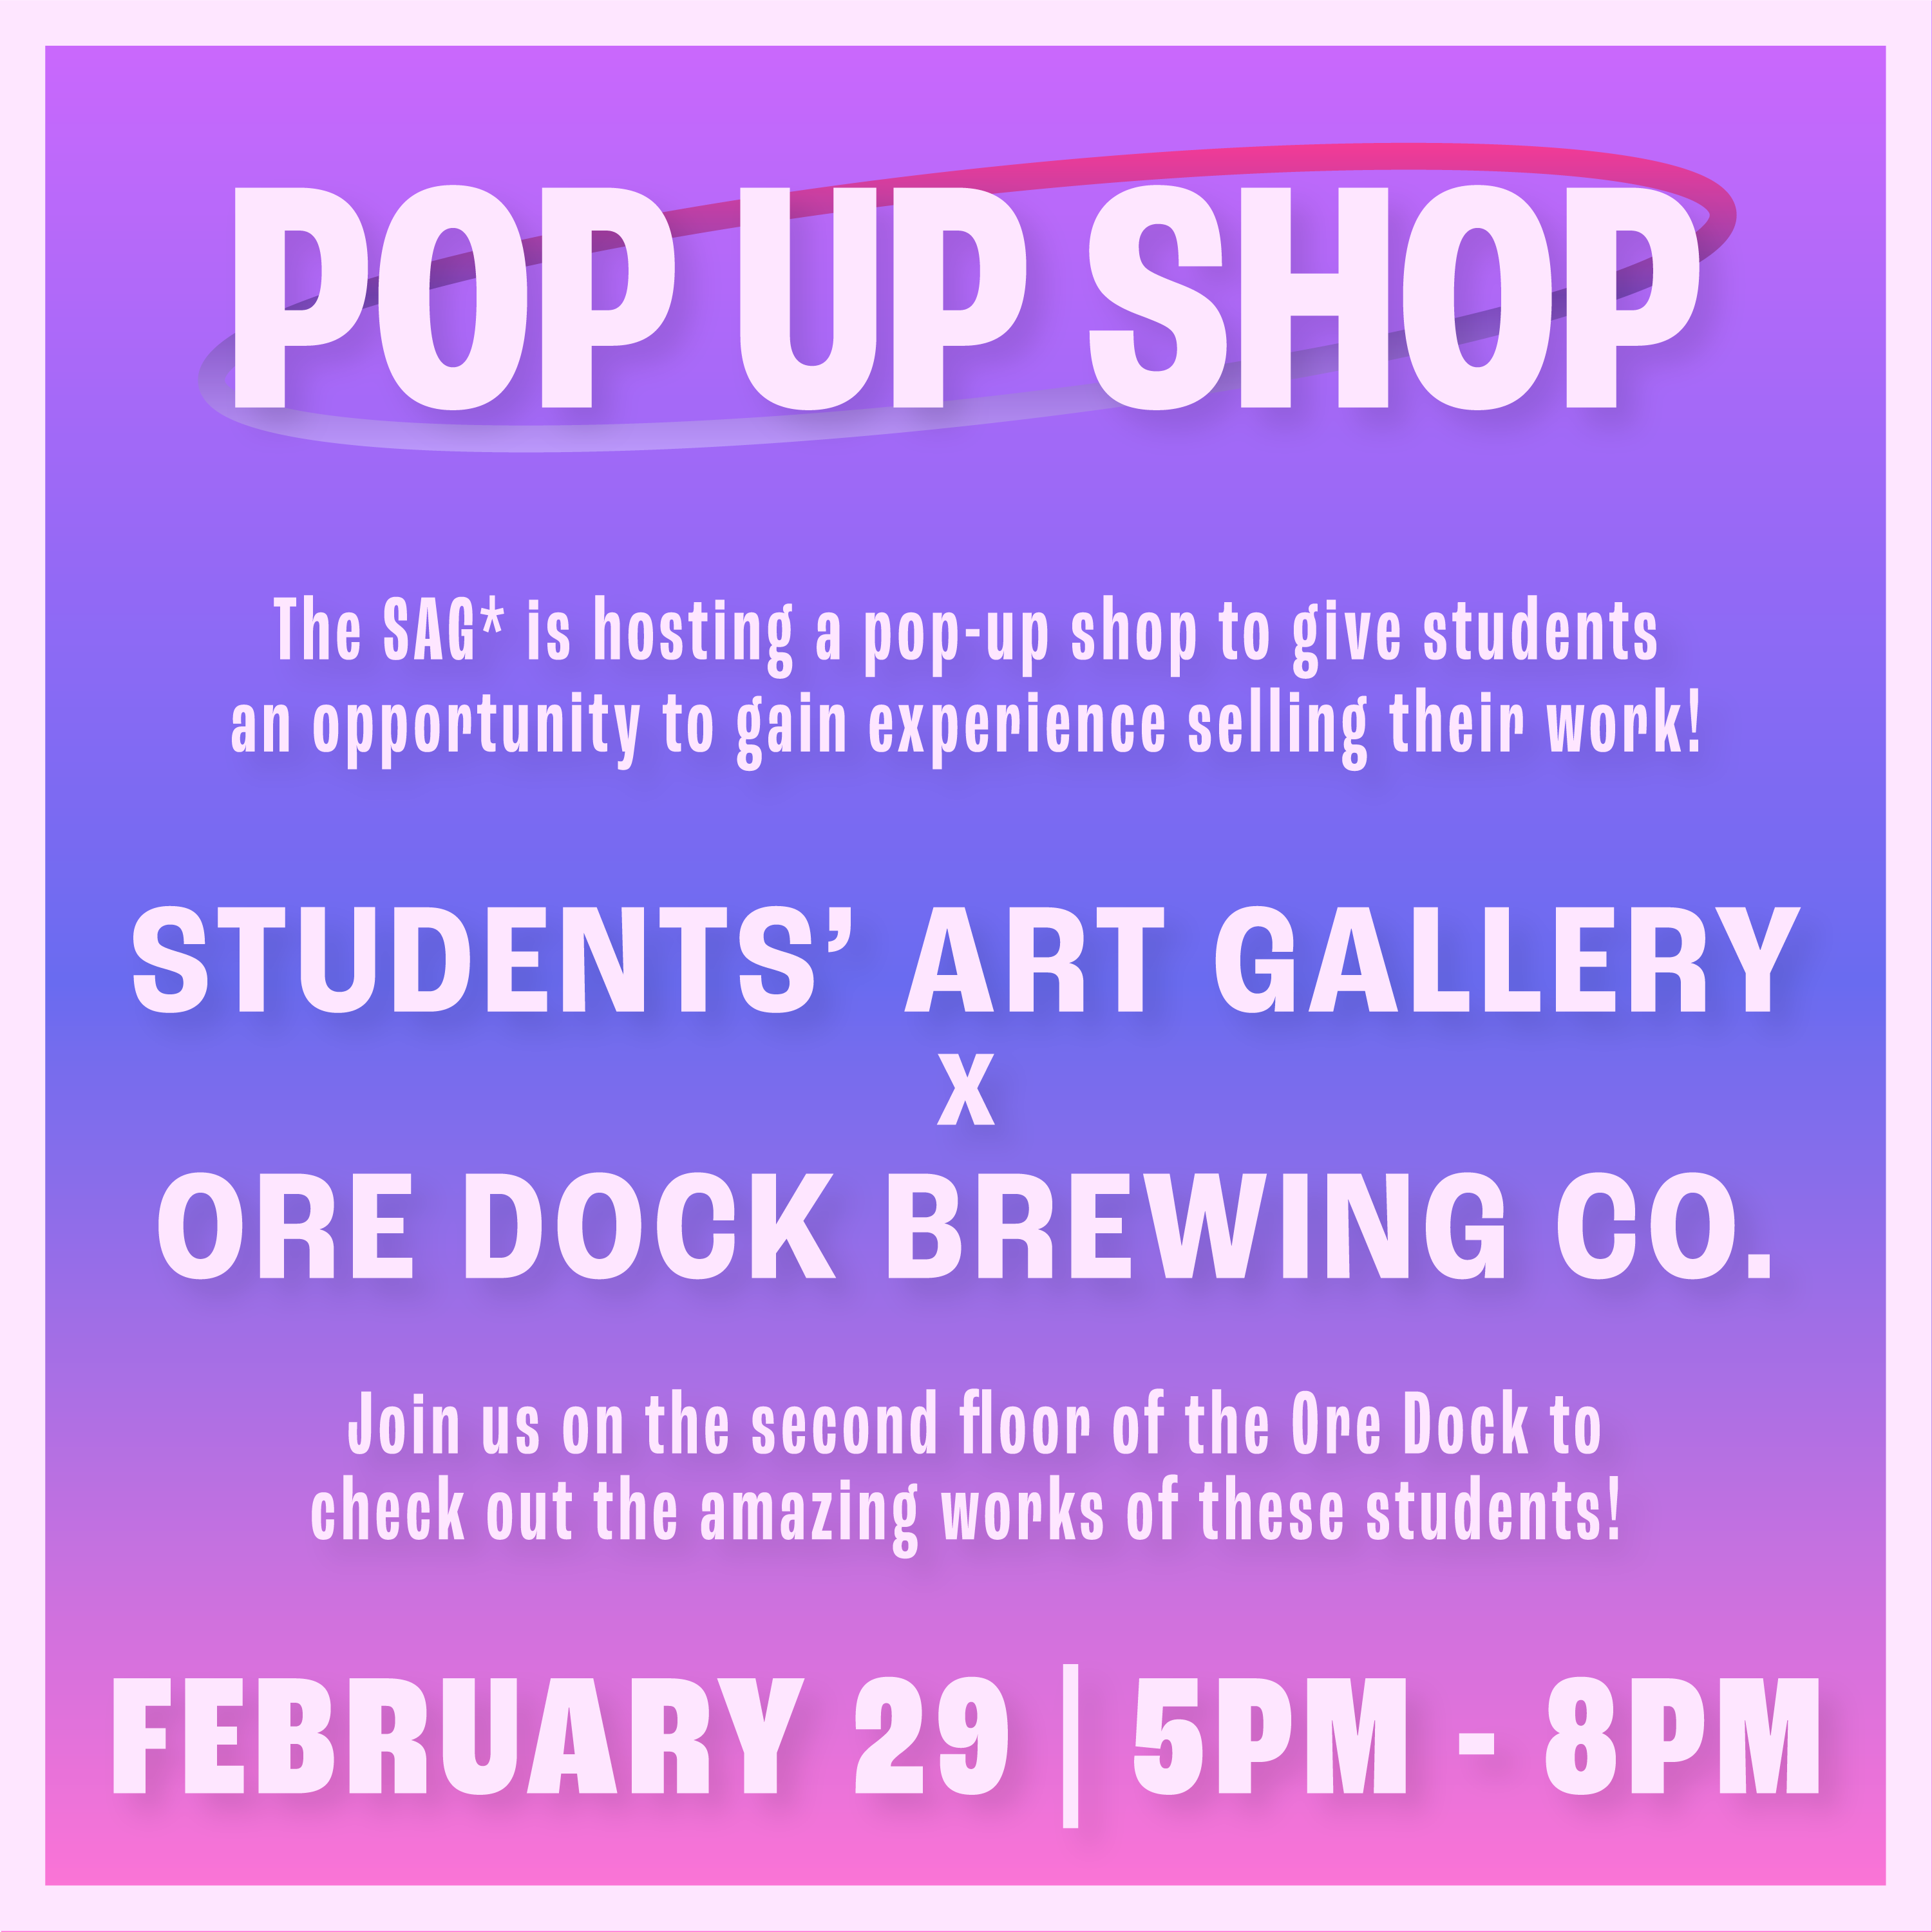 POP UP SHOP
The SAG* is hosting a pop-up shop to give students
an opportunity to gain experience selling their work!
STUDENTS’ ART GALLERY
X
ORE DOCK BREWING CO.
Join us on the second floor of the Ore Dock to
check out the amazing works of these students!
FEBRUARY 29 | 5PM - 8PM